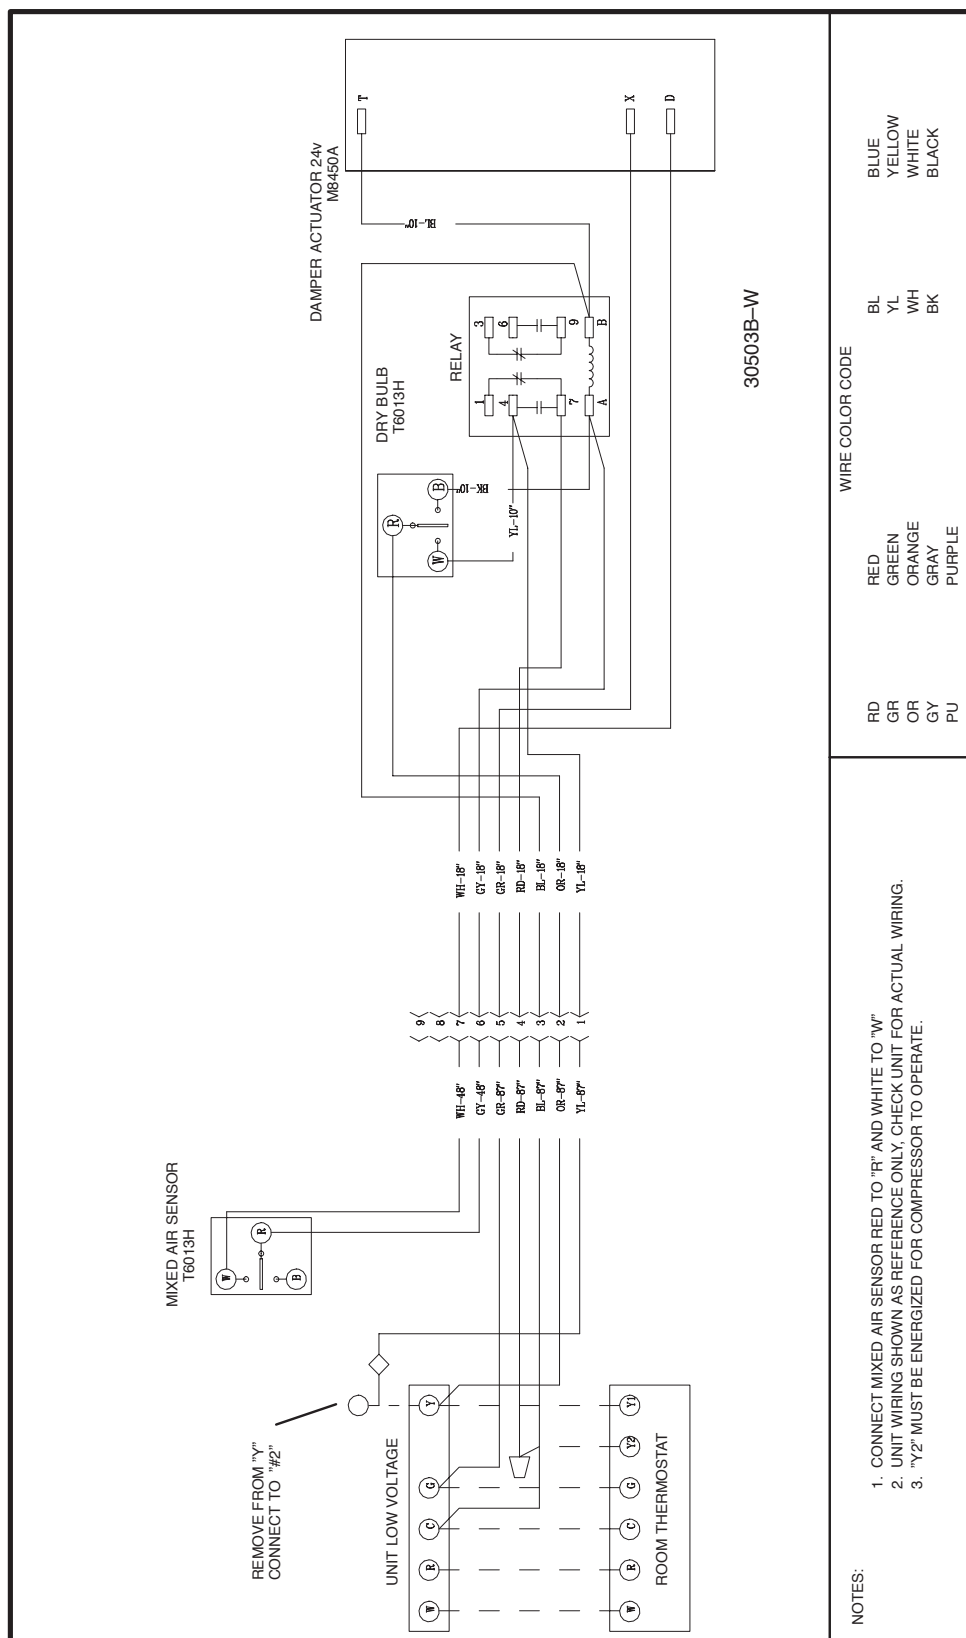 DAMPER ACTUATOR 24v
M8450A
T
X
D
BL-10"
RELAY
3
6
9
B
1
4
7
A
DRY BULB
T6013H
R
B
W
BK-10"
YL-10"
30503B–W
WH-18"
GY-18"
GR-18"
RD-18"
BL-18"
OR-18"
YL-18"
9
8
7
6
5
4
3
2
1
WH-48"
GY-48"
GR-87"
RD-87"
BL-87"
OR-87"
YL-87"
MIXED AIR SENSOR
T6013H
W
R
B
REMOVE FROM "Y"
CONNECT TO "#2"
UNIT LOW VOLTAGE
W
R
C
G
Y
ROOM THERMOSTAT
W
R
C
G
Y2
Y1
NOTES:
1. CONNECT MIXED AIR SENSOR RED TO "R" AND WHITE TO "W"
2. UNIT WIRING SHOWN AS REFERENCE ONLY, CHECK UNIT FOR ACTUAL WIRING.
3. "Y2" MUST BE ENERGIZED FOR COMPRESSOR TO OPERATE.
WIRE COLOR CODE
RD RED BL BLUE
GR GREEN YL YELLOW
OR ORANGE WH WHITE
GY GRAY BK BLACK
PU PURPLE